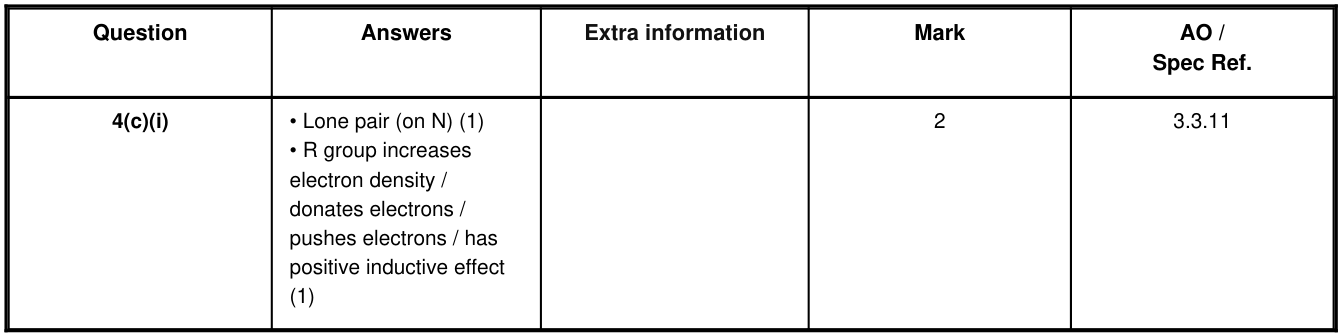 Question Answers Extra information Mark AO /
Spec Ref.
4(c)(i) • Lone pair (on N) (1) 2 3.3.11
• R group increases
electron density /
donates electrons /
pushes electrons / has
positive inductive effect
(1)